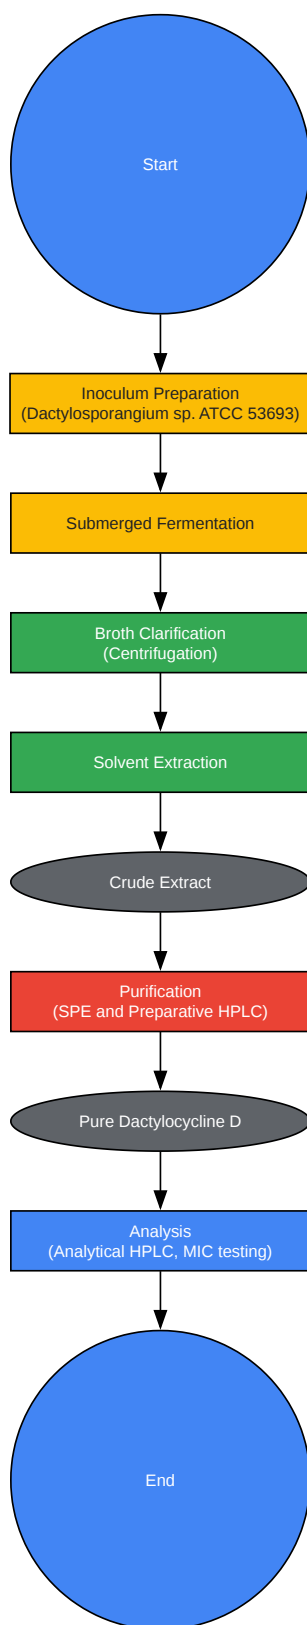 Start
Inoculum Preparation
(Dactylosporangium sp. ATCC 53693)
Submerged Fermentation
Broth Clarification
(Centrifugation)
Solvent Extraction
Crude Extract
Purification
(SPE and Preparative HPLC)
Pure Dactylocycline D
Analysis
(Analytical HPLC, MIC testing)
End